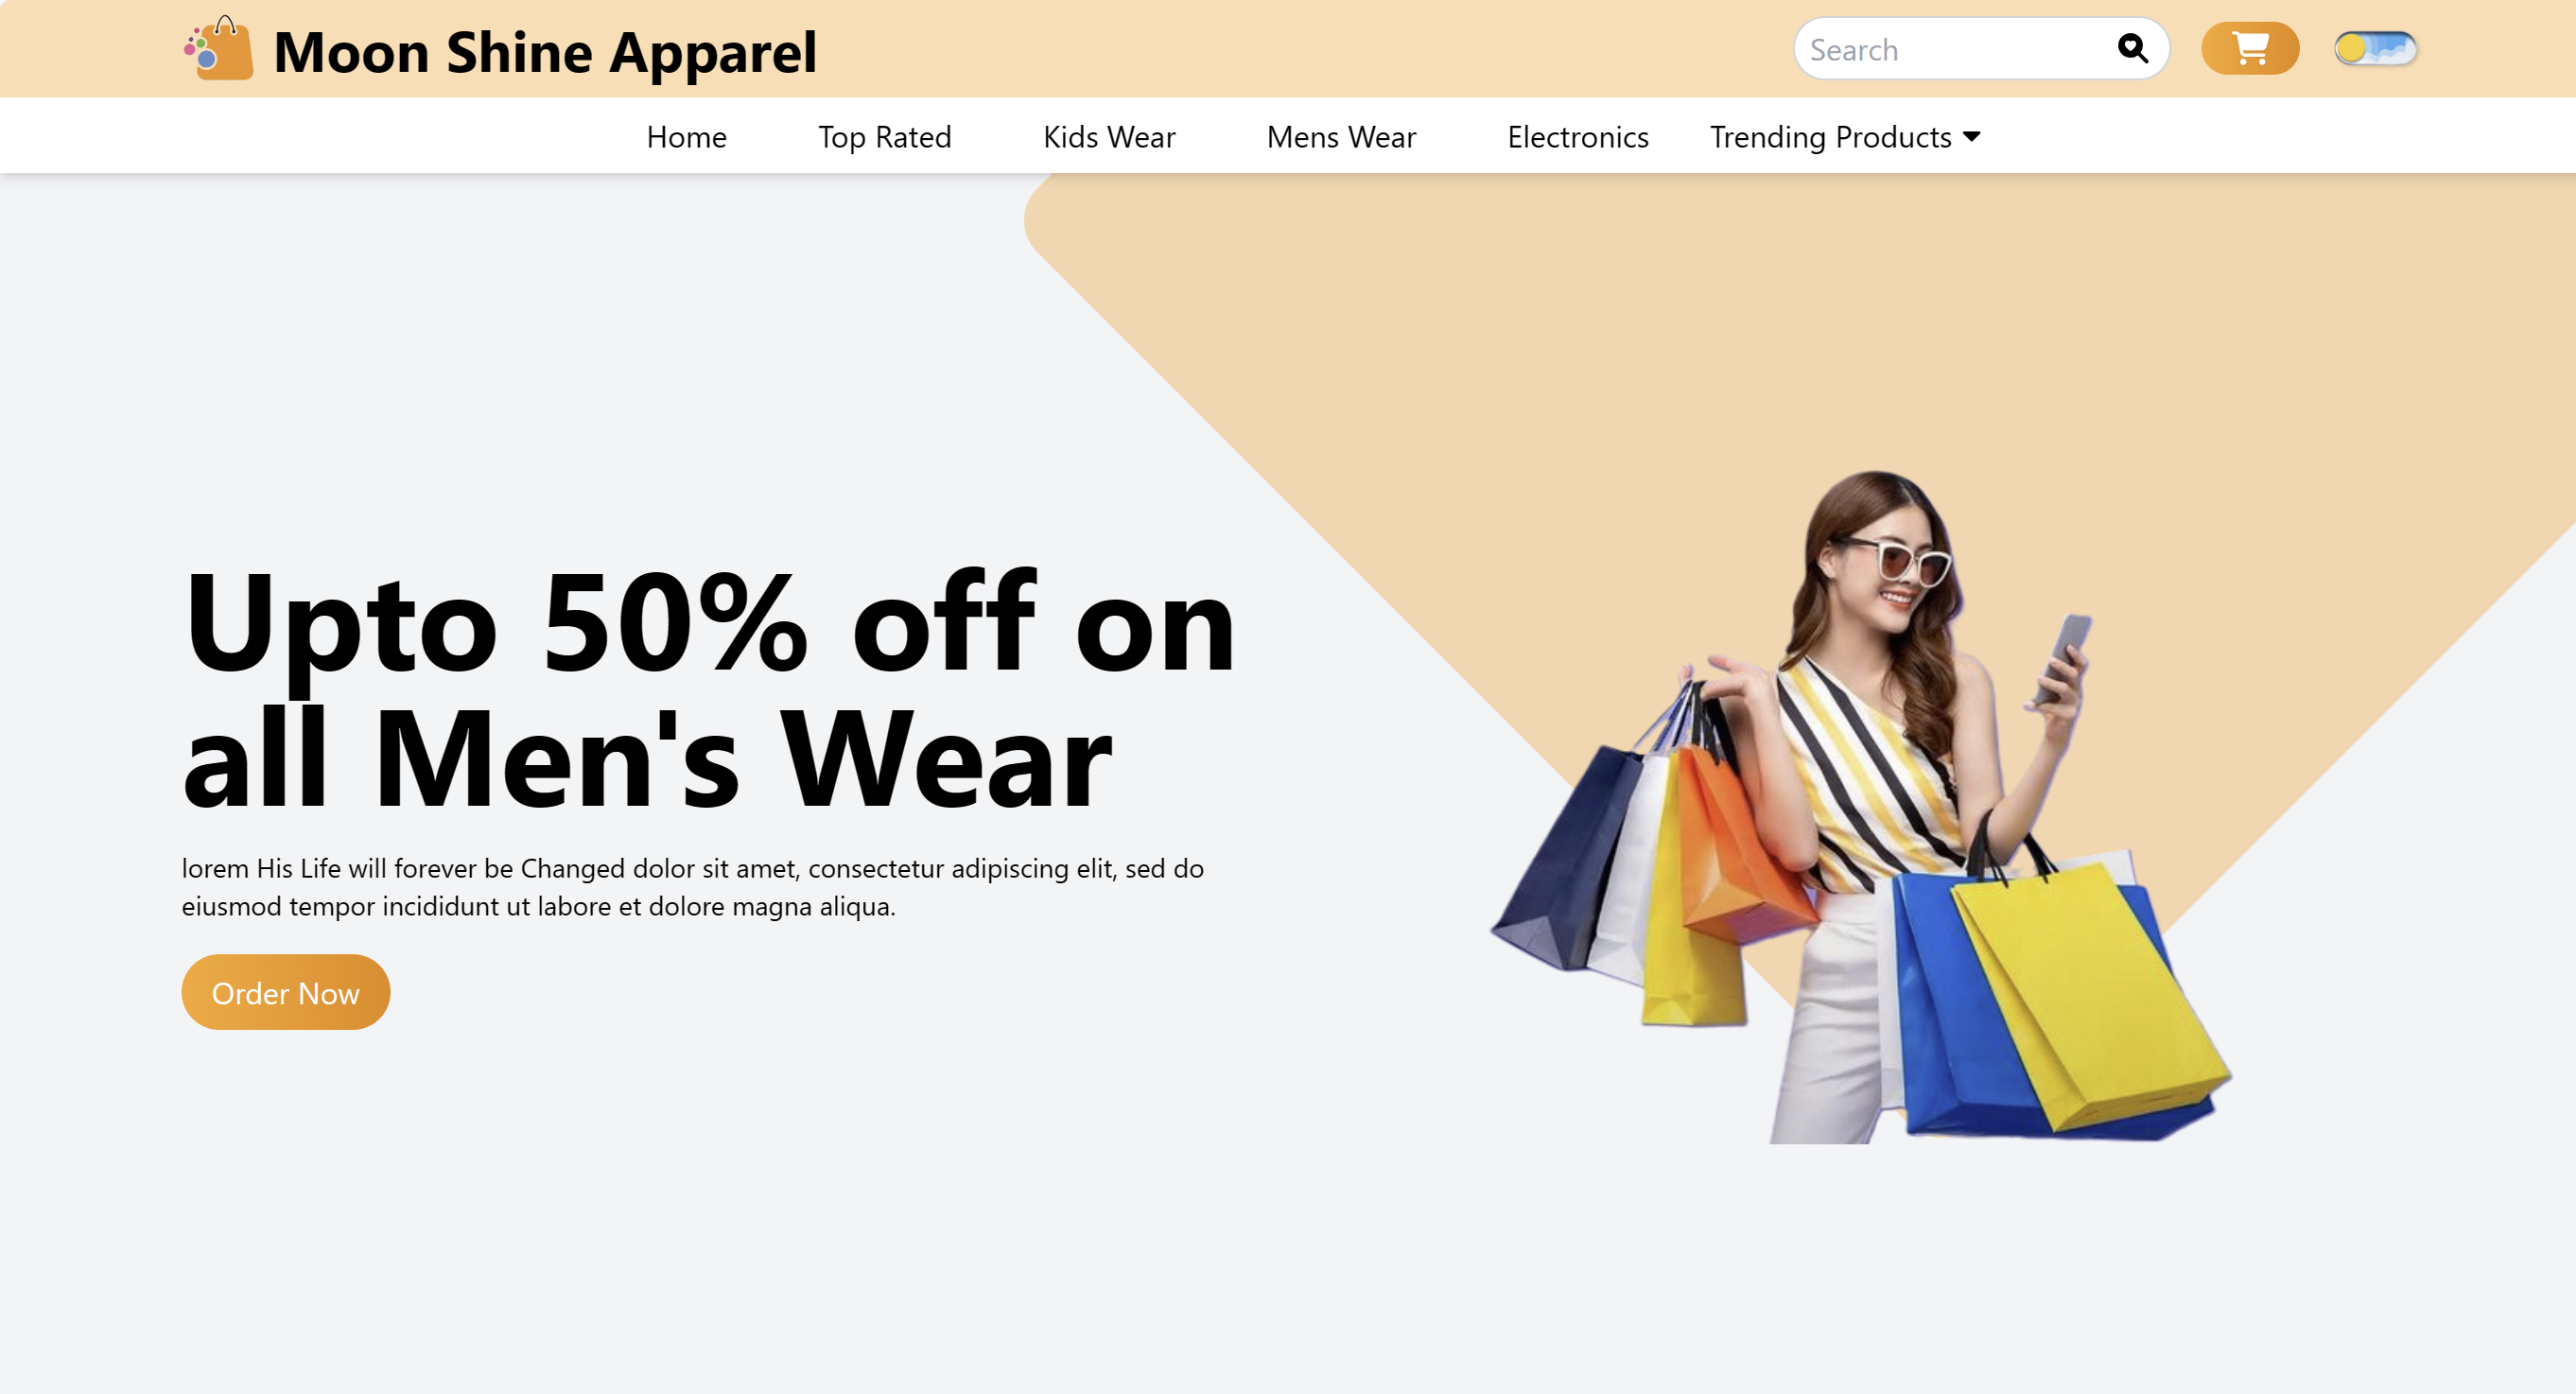 Moon Shine Apparel
Search
Home Top Rated Kids Wear Mens Wear Electronics Trending Products
Upto 50% off on
all Men's Wear
lorem His Life will forever be Changed dolor sit amet, consectetur adipiscing elit, sed do
eiusmod tempor incididunt ut labore et dolore magna aliqua.
Order Now